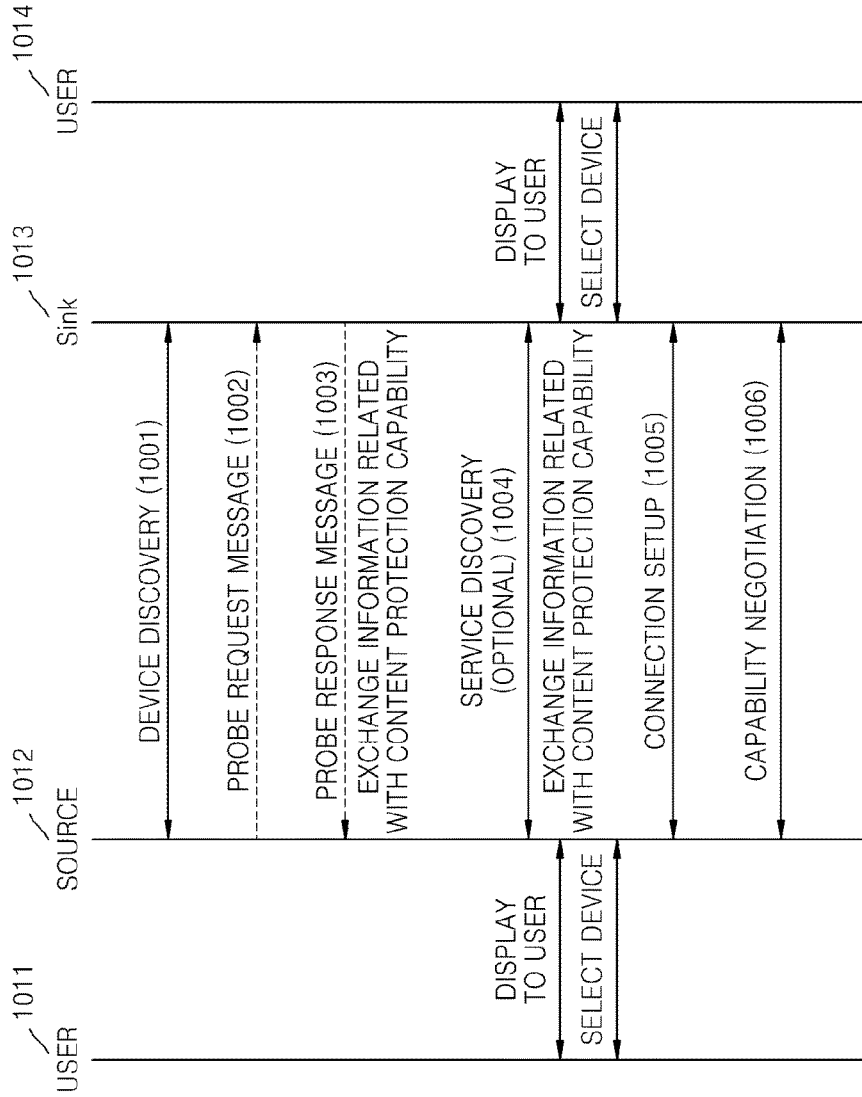 1011
USER
1012
SOURCE
1013
Sink
1014
USER
DEVICE DISCOVERY (1001)
PROBE REQUEST MESSAGE (1002)
PROBE RESPONSE MESSAGE (1003)
EXCHANGE INFORMATION RELATED
WITH CONTENT PROTECTION CAPABILITY
SERVICE DISCOVERY
(OPTIONAL) (1004)
EXCHANGE INFORMATION RELATED
WITH CONTENT PROTECTION CAPABILITY
DISPLAY
TO USER
SELECT DEVICE
DISPLAY
TO USER
SELECT DEVICE
CONNECTION SETUP (1005)
CAPABILITY NEGOTIATION (1006)